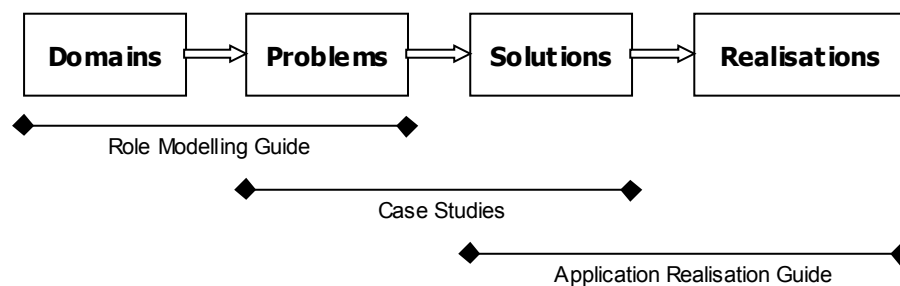 Domains Problems Solutions Realisations
Role Modelling Guide
Case Studies
Application Realisation Guide